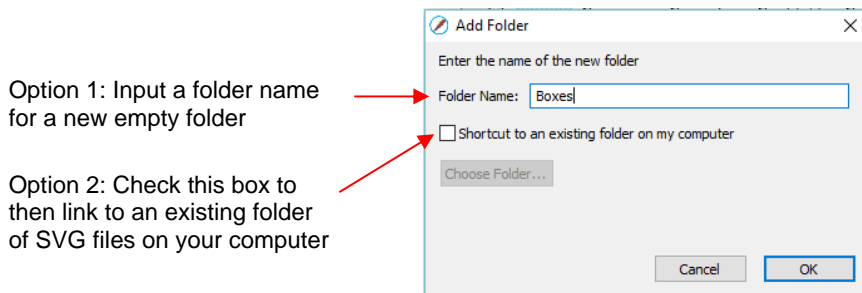 Add Folder
Enter the name of the new folder
Option 1: Input a folder name
for a new empty folder
Folder Name: Boxes
Shortcut to an existing folder on my computer
Option 2: Check this box to
then link to an existing folder
of SVG files on your computer
Choose Folder...
Cancel OK